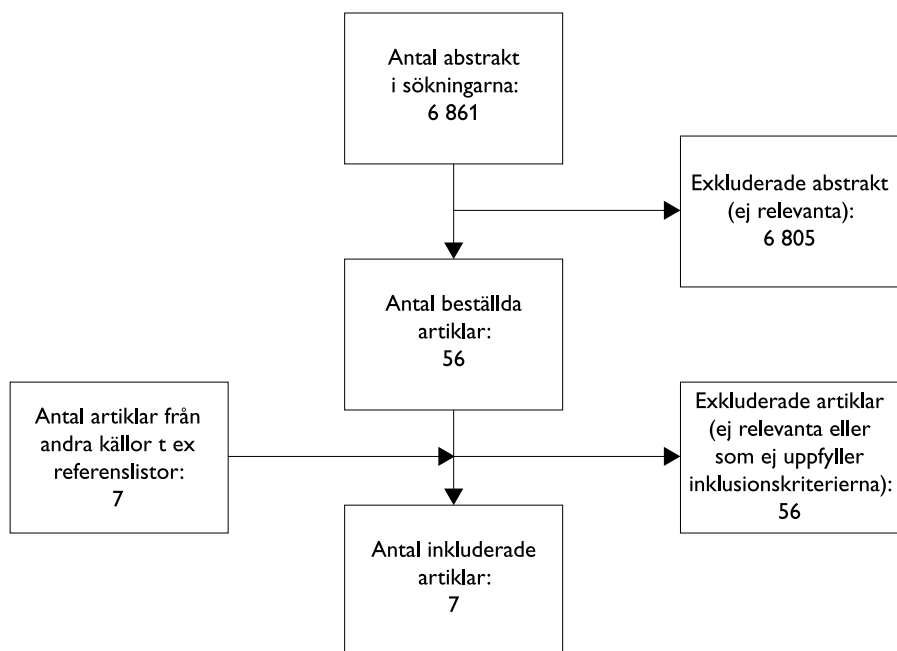 Antal abstrakt
i sökningarna:
6 861
Exkluderade abstrakt
(ej relevanta):
6 805
Antal beställda
artiklar:
56
Antal artiklar från
andra källor t ex
referenslistor:
7
Exkluderade artiklar
(ej relevanta eller
som ej uppfyller
inklusionskriterierna):
56
Antal inkluderade
artiklar:
7